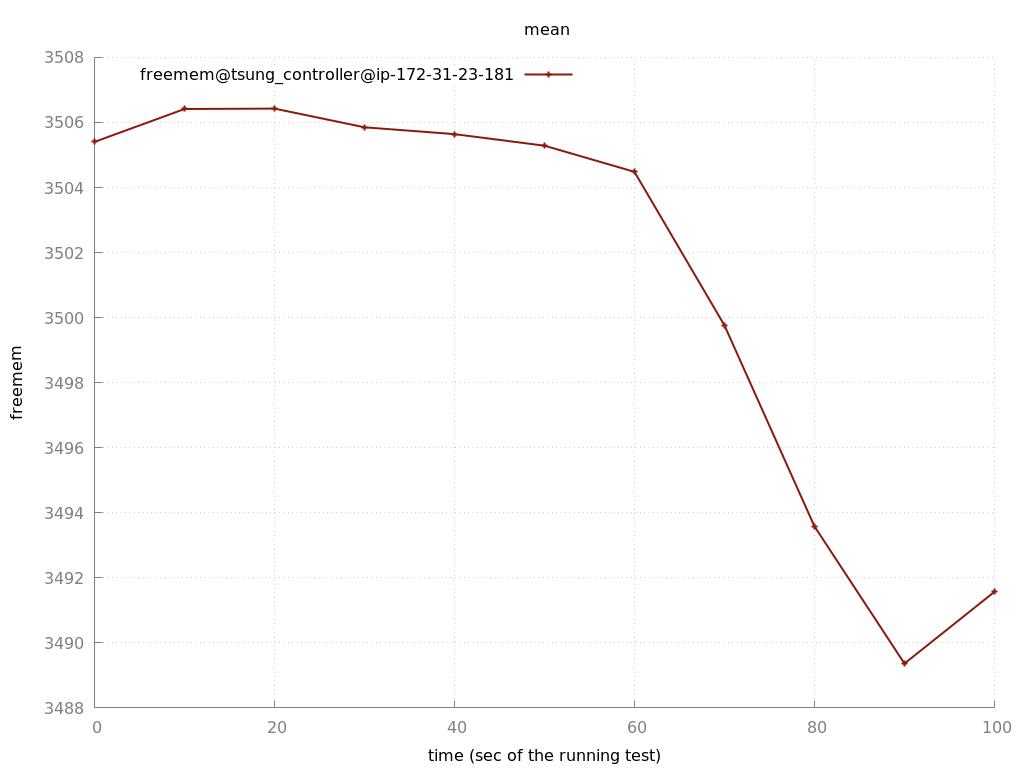 mean
freemem@tsung_controller@ip-172-31-23-181
3508
3506
3504
3502
3500
3498
3496
3494
3492
3490
3488
freemem
0 20 40 60 80 100
time (sec of the running test)